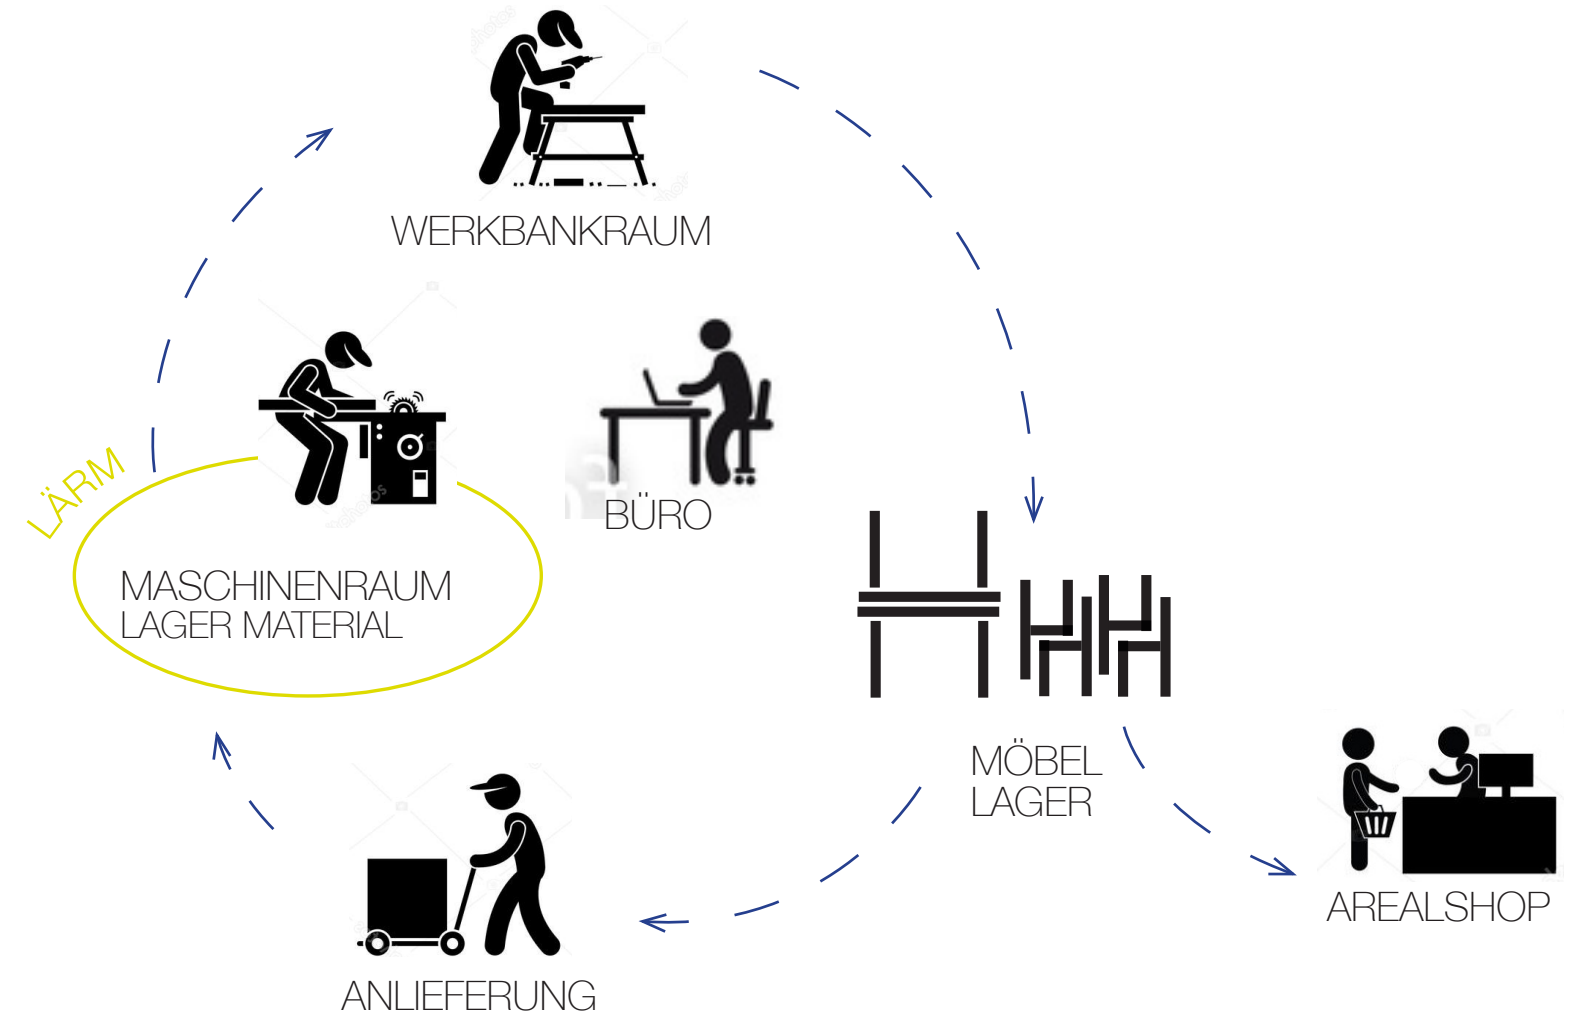 WERKBANKRAUM
LÄRM
BÜRO
MASCHINENRAUM
LAGER MATERIAL
MÖBEL
LAGER
AREALSHOP
ANLIEFERUNG